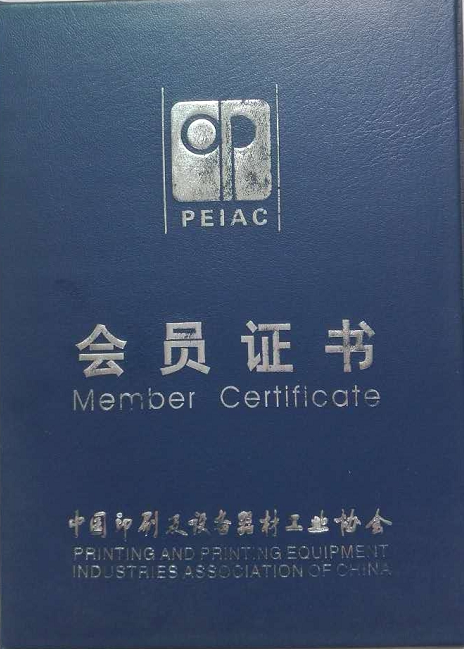 PEIAC
会员证书
Member Certificate
中国印刷及设备器材工业协会
PRINTING AND PRINTING EQUIPMENT
INDUSTRIES ASSOCIATION OF CHINA